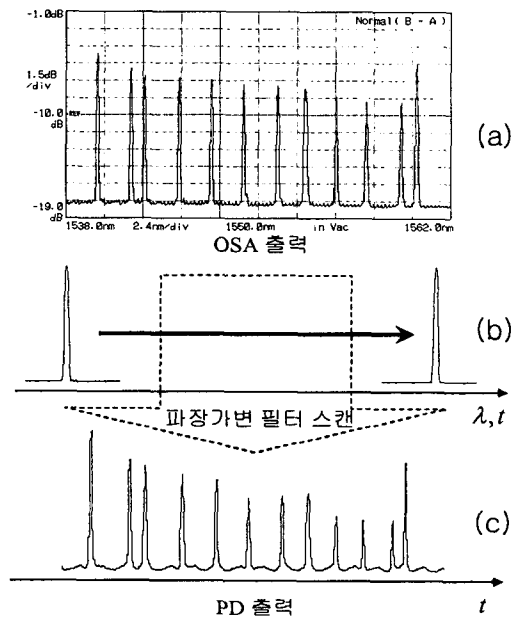 -1.0dB
Normal ( B - A )
1.5dB
/div
-10.0
dB
(a)
-19.0
dB
1538.0nm 2.4nm/div 1550.0nm in Vac 1562.0nm
OSA 출력
(b)
λ, t
파장가변 필터 스캔
(c)
PD 출력 t